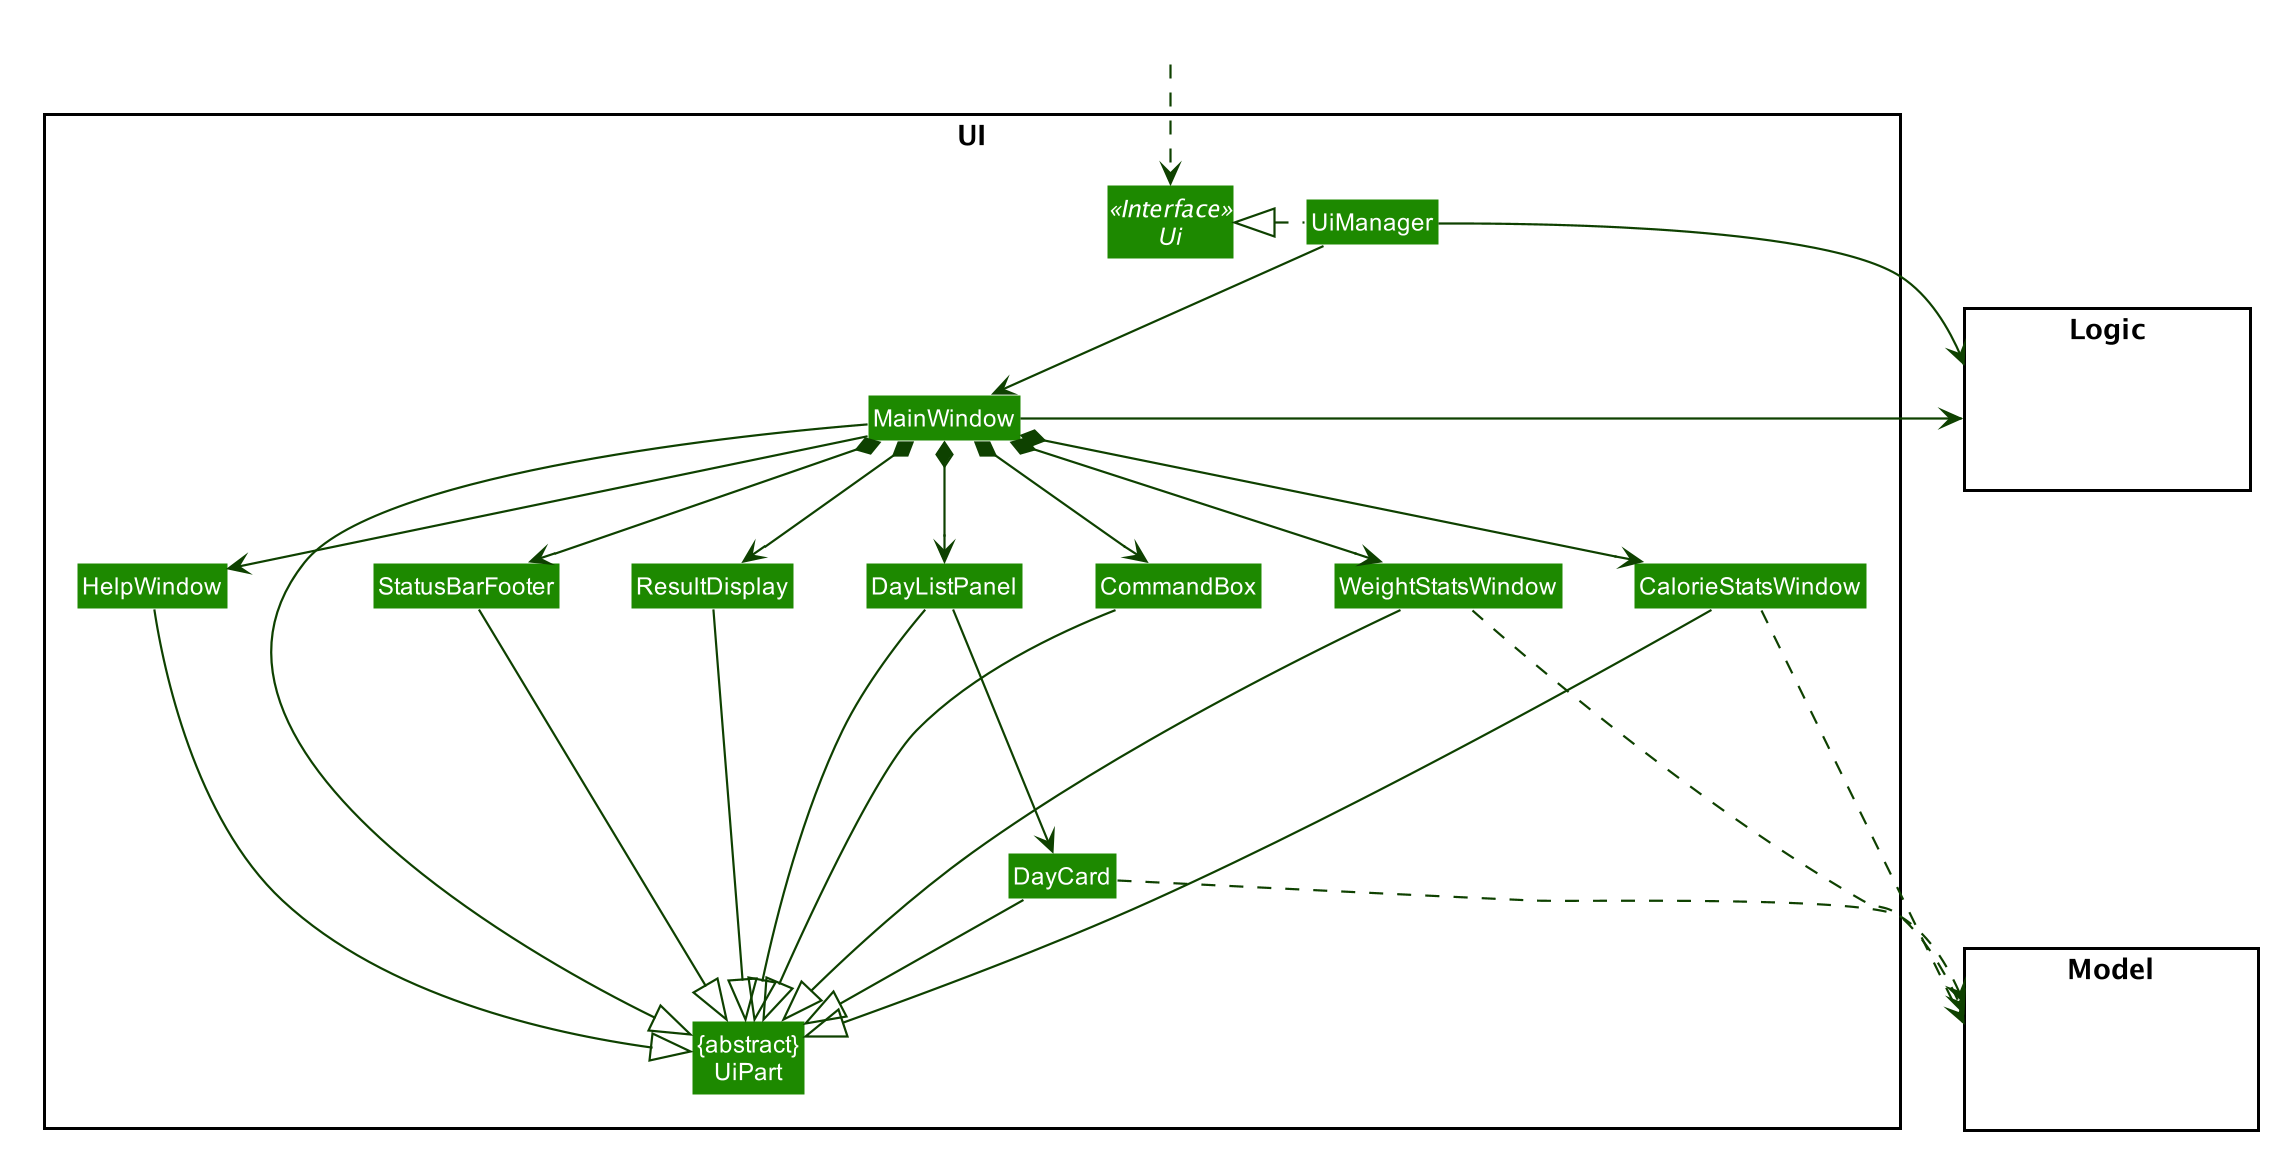 UI
«Interface»
Ui
UiManager
Logic
MainWindow
HelpWindow
StatusBarFooter
ResultDisplay
DayListPanel
CommandBox
WeightStatsWindow
CalorieStatsWindow
DayCard
Model
{abstract}
UiPart